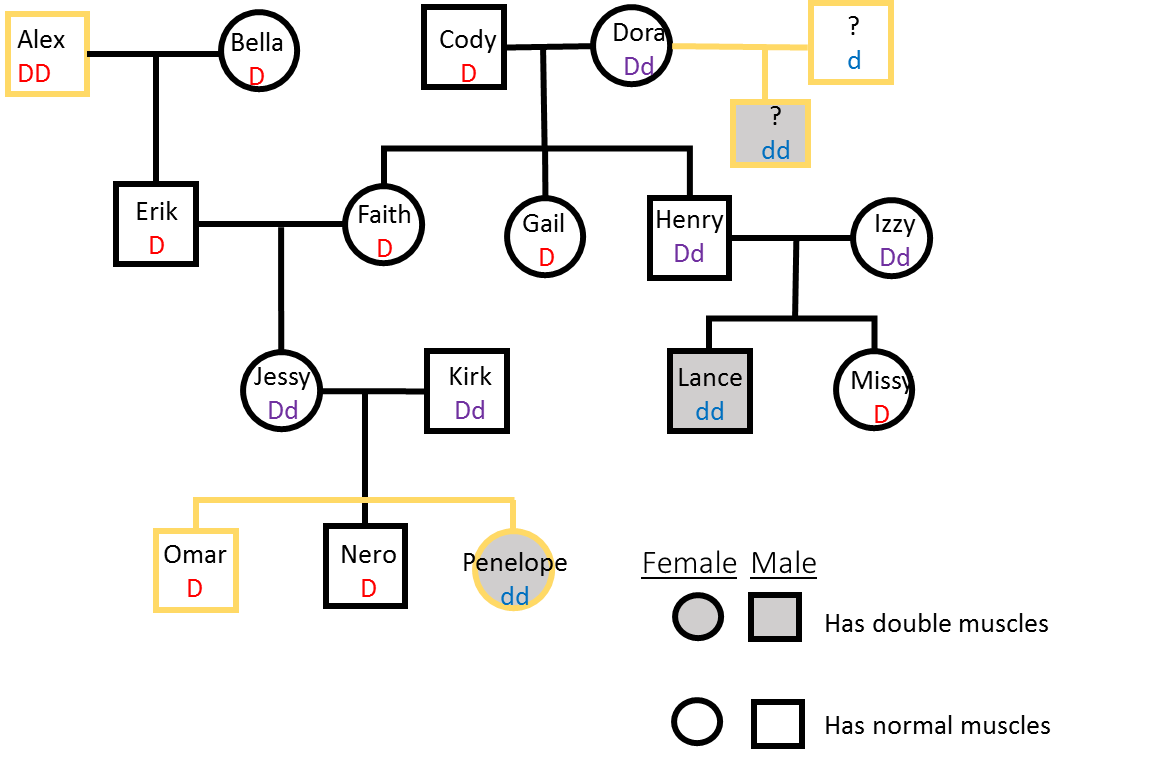 Alex
DD
Bella
D
Cody
D
Dora
Dd
?
d
?
dd
Erik
D
Faith
D
Gail
D
Henry
Dd
Izzy
Dd
Jessy
Dd
Kirk
Dd
Lance
dd
Missy
D
Omar
D
Nero
D
Penelope
dd
Female Male
Has double muscles
Has normal muscles